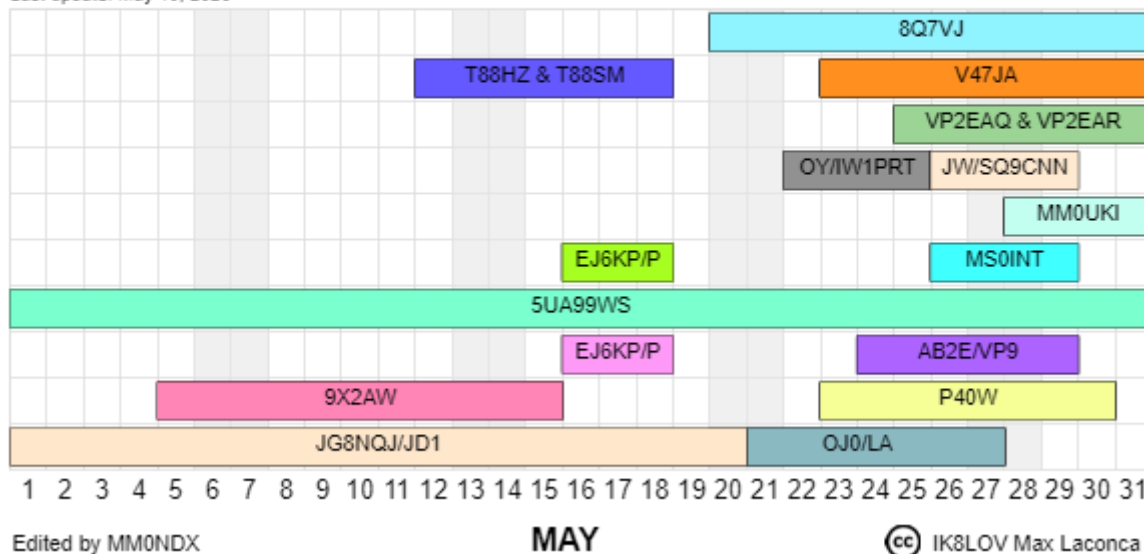 8Q7VJ
T88HZ & T88SM V47JA
VP2EAQ & VP2EAR
OY/IW1PRT JW/SQ9CNN
MM0UKI
EJ6KP/P MS0INT
5UA99WS
EJ6KP/P AB2E/VP9
9X2AW P40W
JG8NQJ/JD1 OJ0/LA
1 2 3 4 5 6 7 8 9 10 11 12 13 14 15 16 17 18 19 20 21 22 23 24 25 26 27 28 29 30 31
Edited by MM0NDX MAY cc IK8LOV Max Laconca